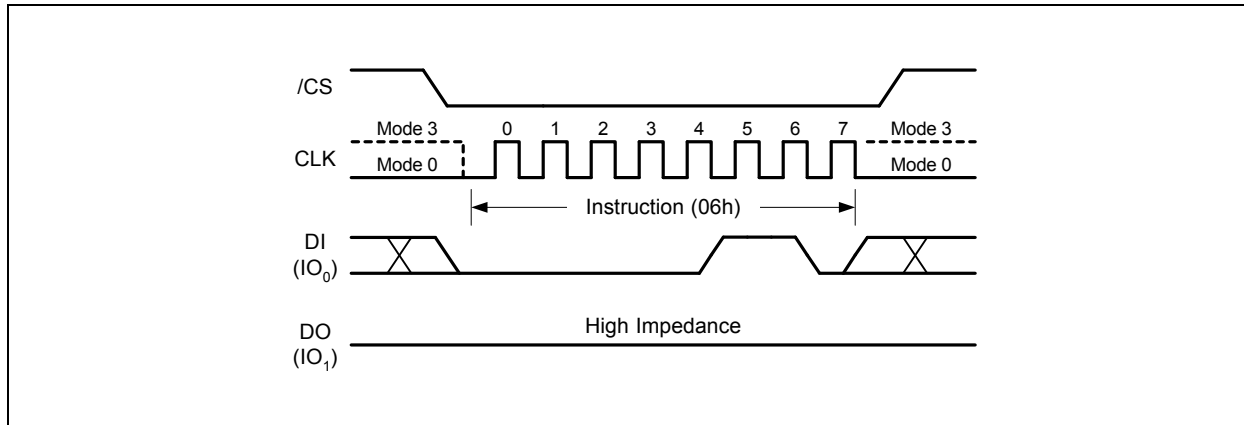 /CS
Mode 3 0 1 2 3 4 5 6 7 Mode 3
CLK
Mode 0 Mode 0
Instruction (06h)
DI
(IO₀)
High Impedance
DO
(IO₁)